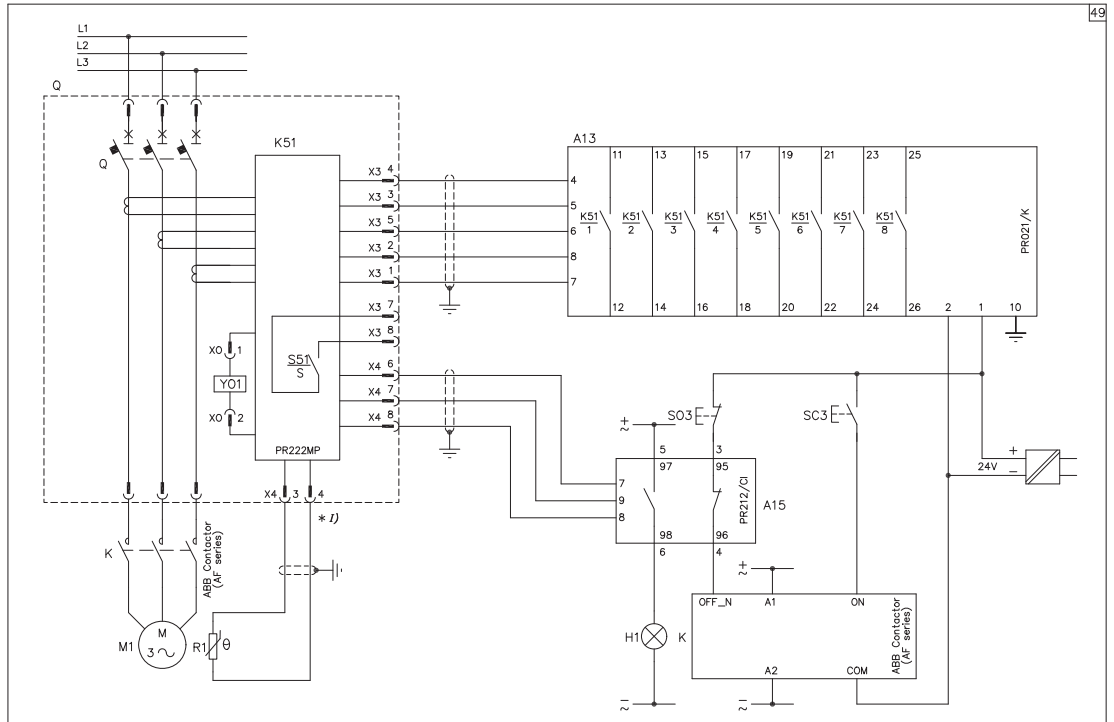 49
L1
L2
L3
Q
Q
K51
X3 4
X3 3
X3 5
X3 2
X3 1
X3 7
X3 8
X4 6
X4 7
X4 8
S51
S
X0 1
Y01
X0 2
PR222MP
X4 3 4
* I)
K
ABB Contactor
(AF series)
M1
M
3
R1
θ
A13
11 13 15 17 19 21 23 25
4
5
6
8
7
K51
1
K51
2
K51
3
K51
4
K51
5
K51
6
K51
7
K51
8
PR021/K
12 14 16 18 20 22 24 26 2 1 10
SO3
SC3
+
~
5 3
97 95
7
9
8
PR212/CI
A15
98 96
6 4
24V
+
-
+
~
OFF_N A1 ON
H1
K
ABB Contactor
(AF series)
A2 COM
-
~
-
~